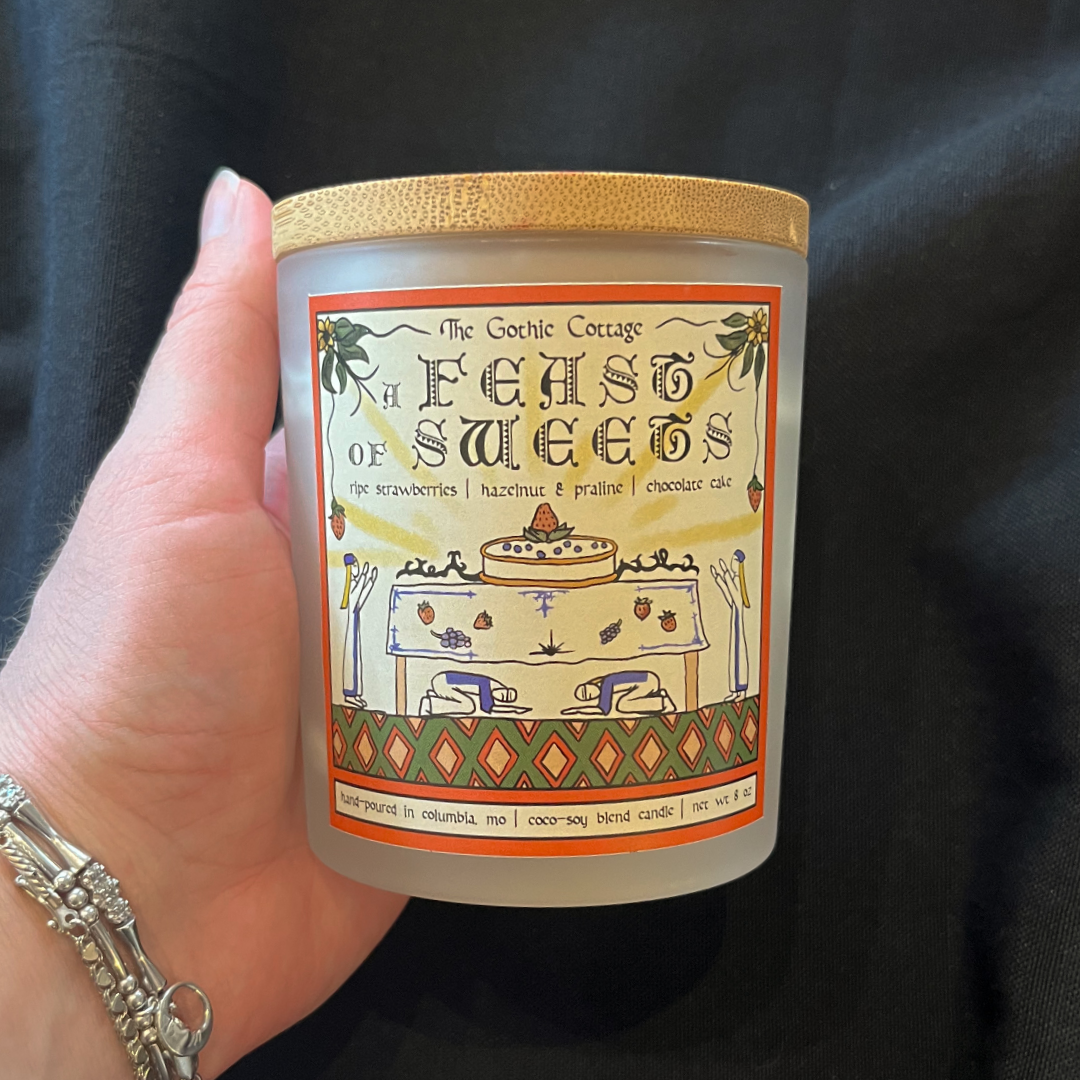 The Gothic Cottage
A FEAST
OF SWEETS
ripe strawberries | hazelnut & praline | chocolate cake
hand-poured in columbia, mo | coco-soy blend candle | net wt 8 oz